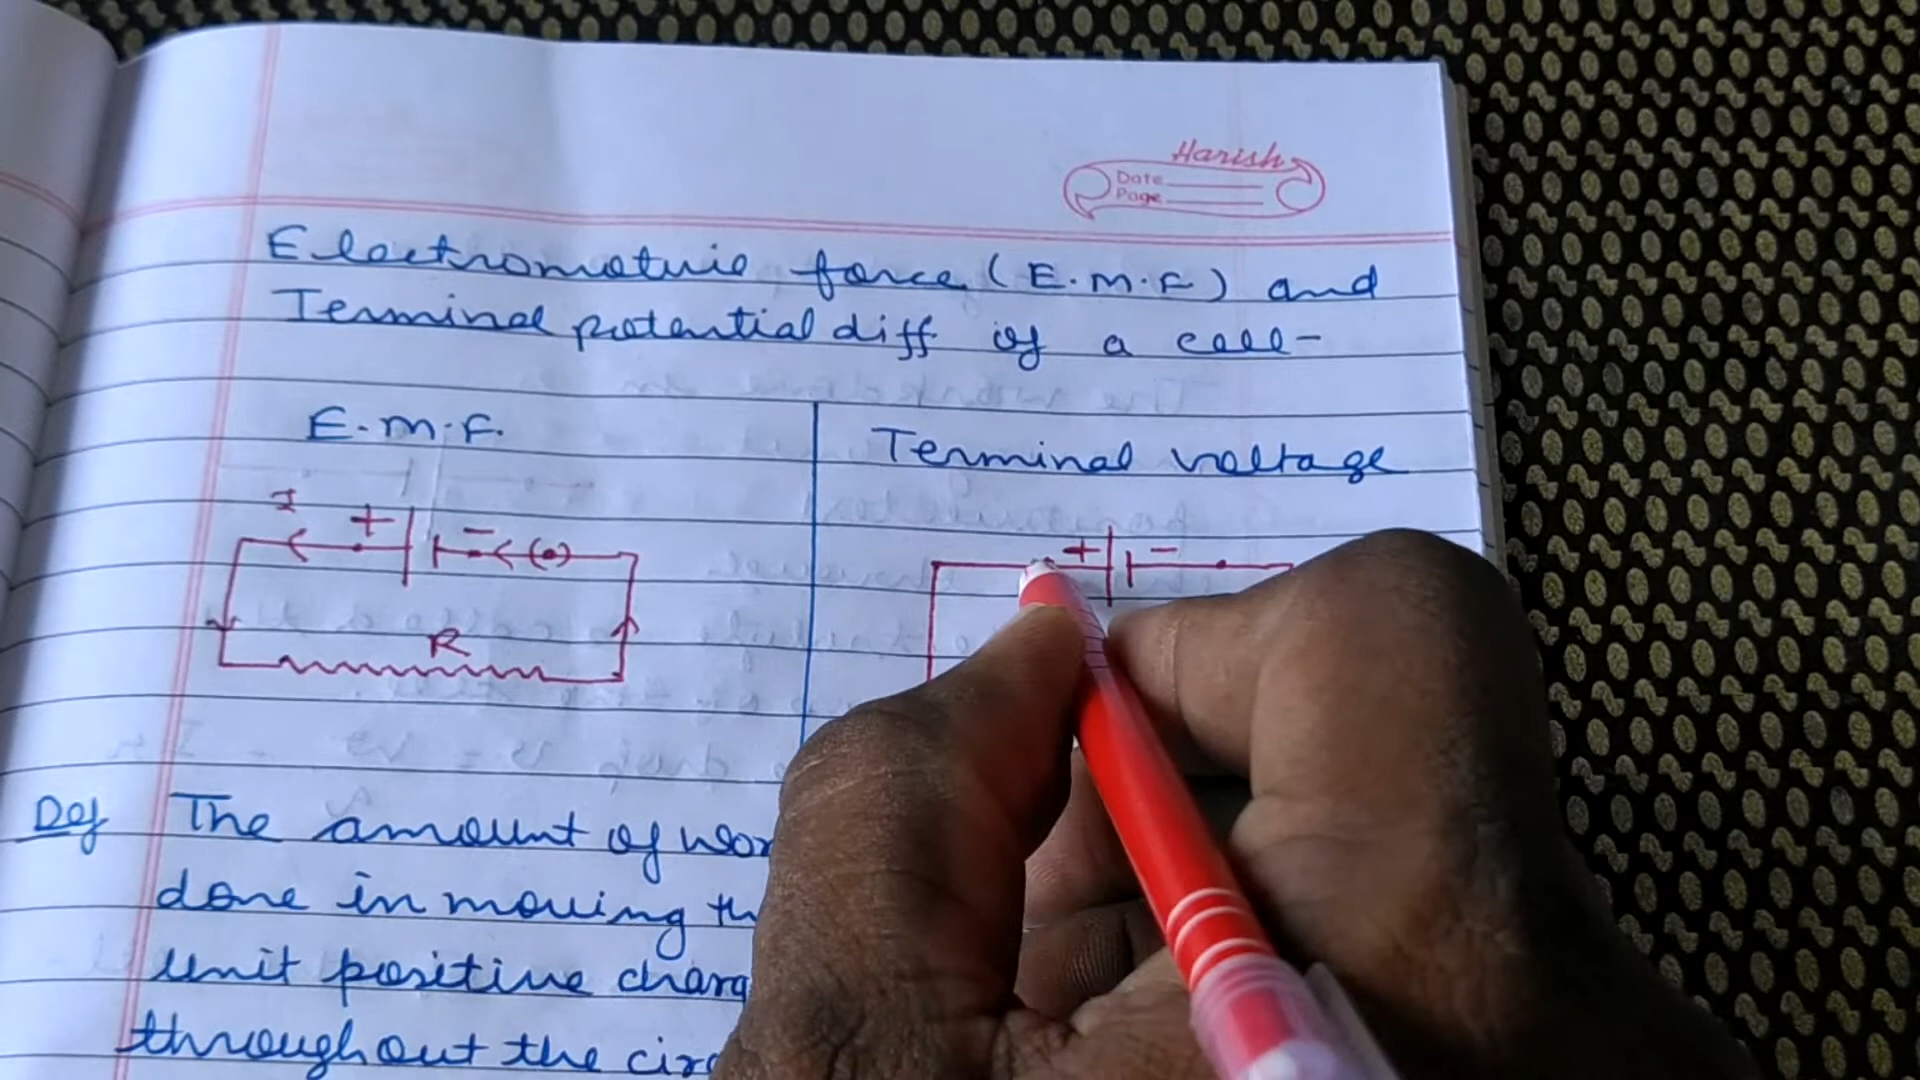 Harish
Date
Page
Electromotive force (E.M.F) and
Terminal potential diff of a cell-
E.M.F.
Terminal voltage
I
+ -
+ -
R
Def The amount of wor
done in moving th
unit positive charg
throughout the circ